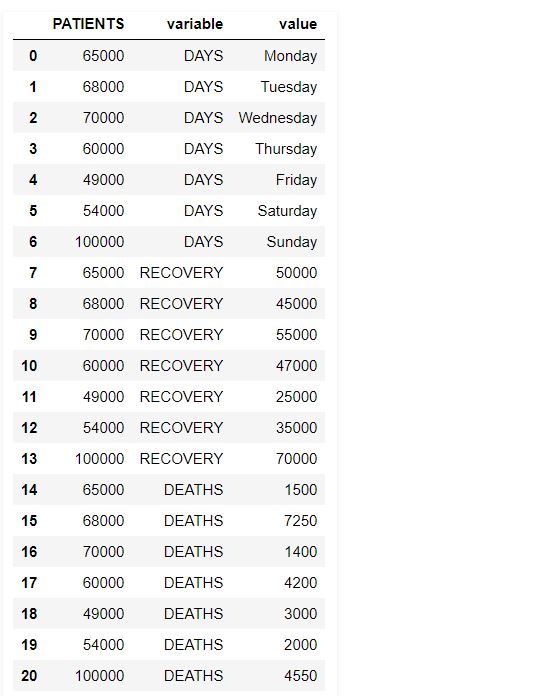 PATIENTS variable value
0 65000 DAYS Monday
1 68000 DAYS Tuesday
2 70000 DAYS Wednesday
3 60000 DAYS Thursday
4 49000 DAYS Friday
5 54000 DAYS Saturday
6 100000 DAYS Sunday
7 65000 RECOVERY 50000
8 68000 RECOVERY 45000
9 70000 RECOVERY 55000
10 60000 RECOVERY 47000
11 49000 RECOVERY 25000
12 54000 RECOVERY 35000
13 100000 RECOVERY 70000
14 65000 DEATHS 1500
15 68000 DEATHS 7250
16 70000 DEATHS 1400
17 60000 DEATHS 4200
18 49000 DEATHS 3000
19 54000 DEATHS 2000
20 100000 DEATHS 4550